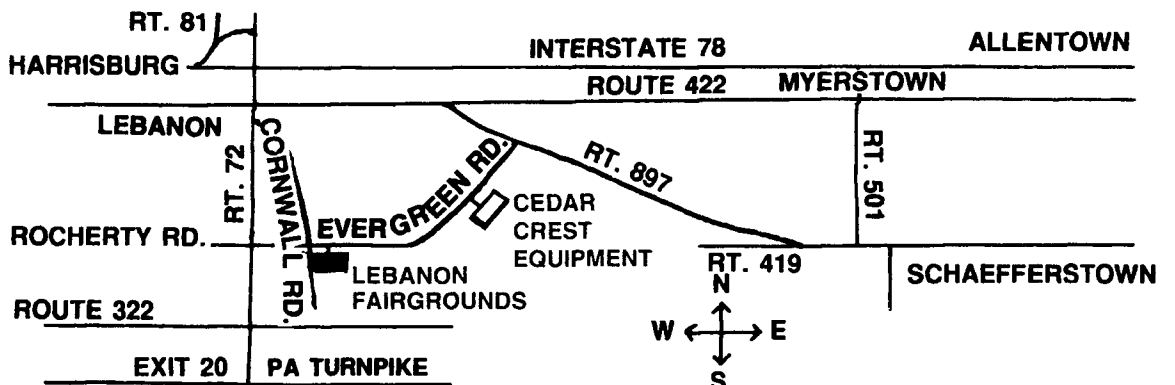 RT. 81
INTERSTATE 78
ALLENTOWN
HARRISBURG
ROUTE 422
MYERSTOWN
LEBANON
RT. 72
CORNWALL RD.
EVERGREEN RD.
RT. 897
RT. 501
CEDAR
CREST
EQUIPMENT
ROCHERTY RD.
LEBANON
FAIRGROUNDS
RT. 419
SCHAEFFERSTOWN
ROUTE 322
N
W
E
S
EXIT 20
PA TURNPIKE